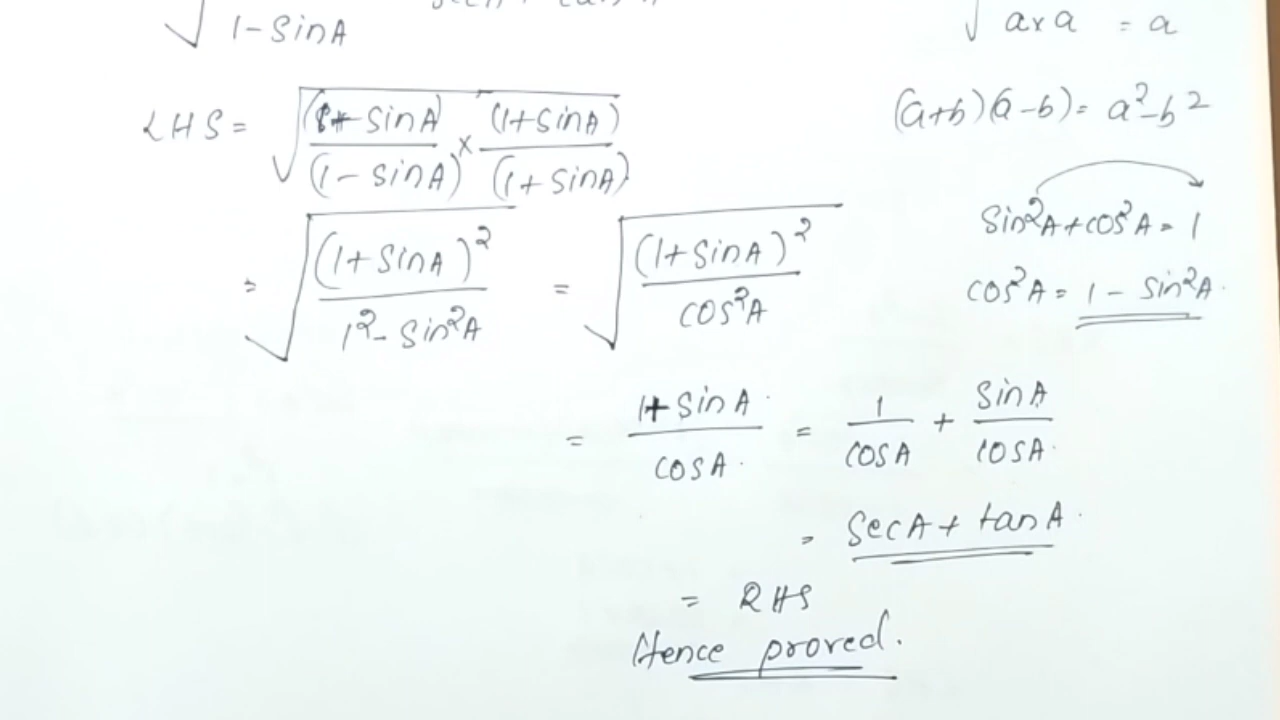 √ 1 - SinA
√ a x a = a
LHS = √ (1+ SinA) / (1 - SinA) x (1+ SinA) / (1 + SinA)
(a+b)(a-b) = a² - b²
= √ (1+ SinA)² / 1² - Sin²A = √ (1+ SinA)² / cos²A
Sin²A + cos²A = 1
cos²A = 1 - Sin²A
= 1+ SinA / cosA = 1 / cosA + SinA / cosA
= SecA + tanA
= RHS
Hence proved.